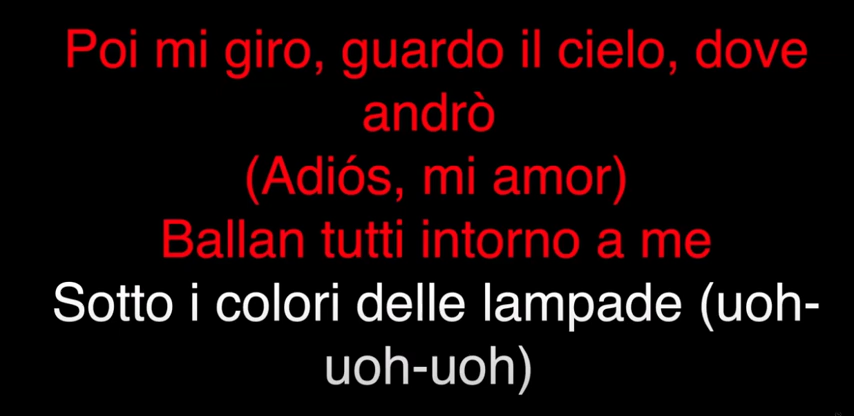 Poi mi giro, guardo il cielo, dove
andrò
(Adiós, mi amor)
Ballan tutti intorno a me
Sotto i colori delle lampade (uoh-
uoh-uoh)